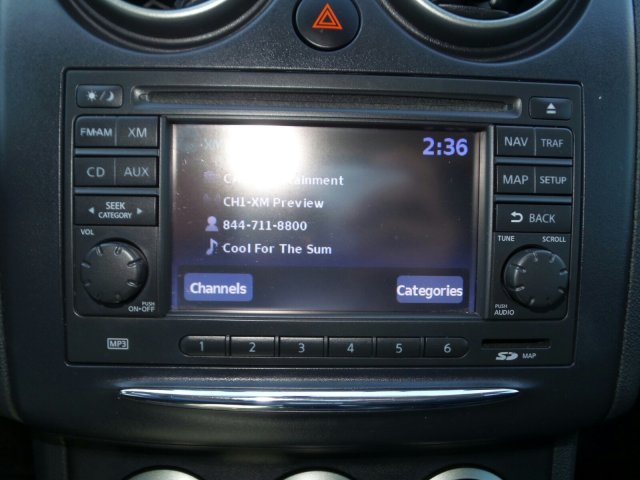 XM
2:36
CH1-XM Preview
844-711-8800
Cool For The Sum
Channels
Categories
FM·AM XM
CD AUX
SEEK
CATEGORY
VOL
PUSH
ON·OFF
MP3
1 2 3 4 5 6
NAV TRAF
MAP SETUP
BACK
TUNE SCROLL
PUSH
AUDIO
SD MAP